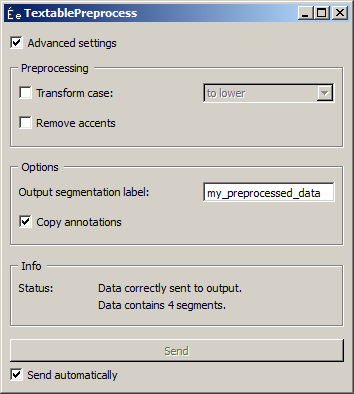 Ée TextablePreprocess
Advanced settings
Preprocessing
Transform case: to lower
Remove accents
Options
Output segmentation label: my_preprocessed_data
Copy annotations
Info
Status: Data correctly sent to output.
Data contains 4 segments.
Send
Send automatically